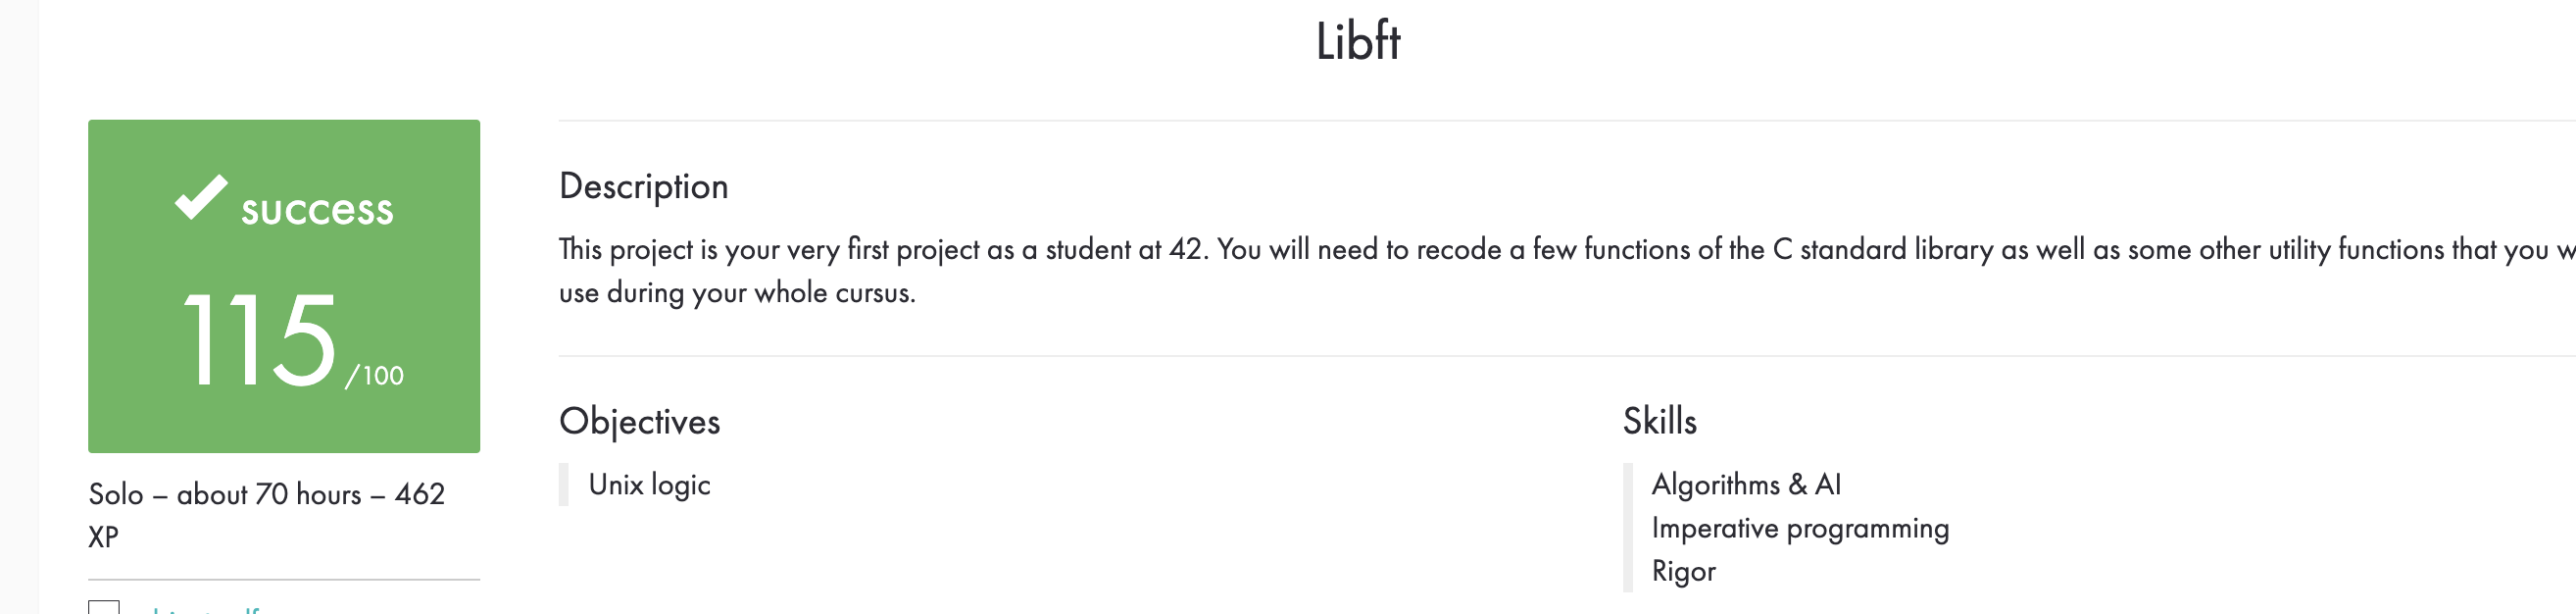 Libft
success
115/100
Solo – about 70 hours – 462
XP
Description
This project is your very first project as a student at 42. You will need to recode a few functions of the C standard library as well as some other utility functions that you
use during your whole cursus.
Objectives
Unix logic
Skills
Algorithms & AI
Imperative programming
Rigor